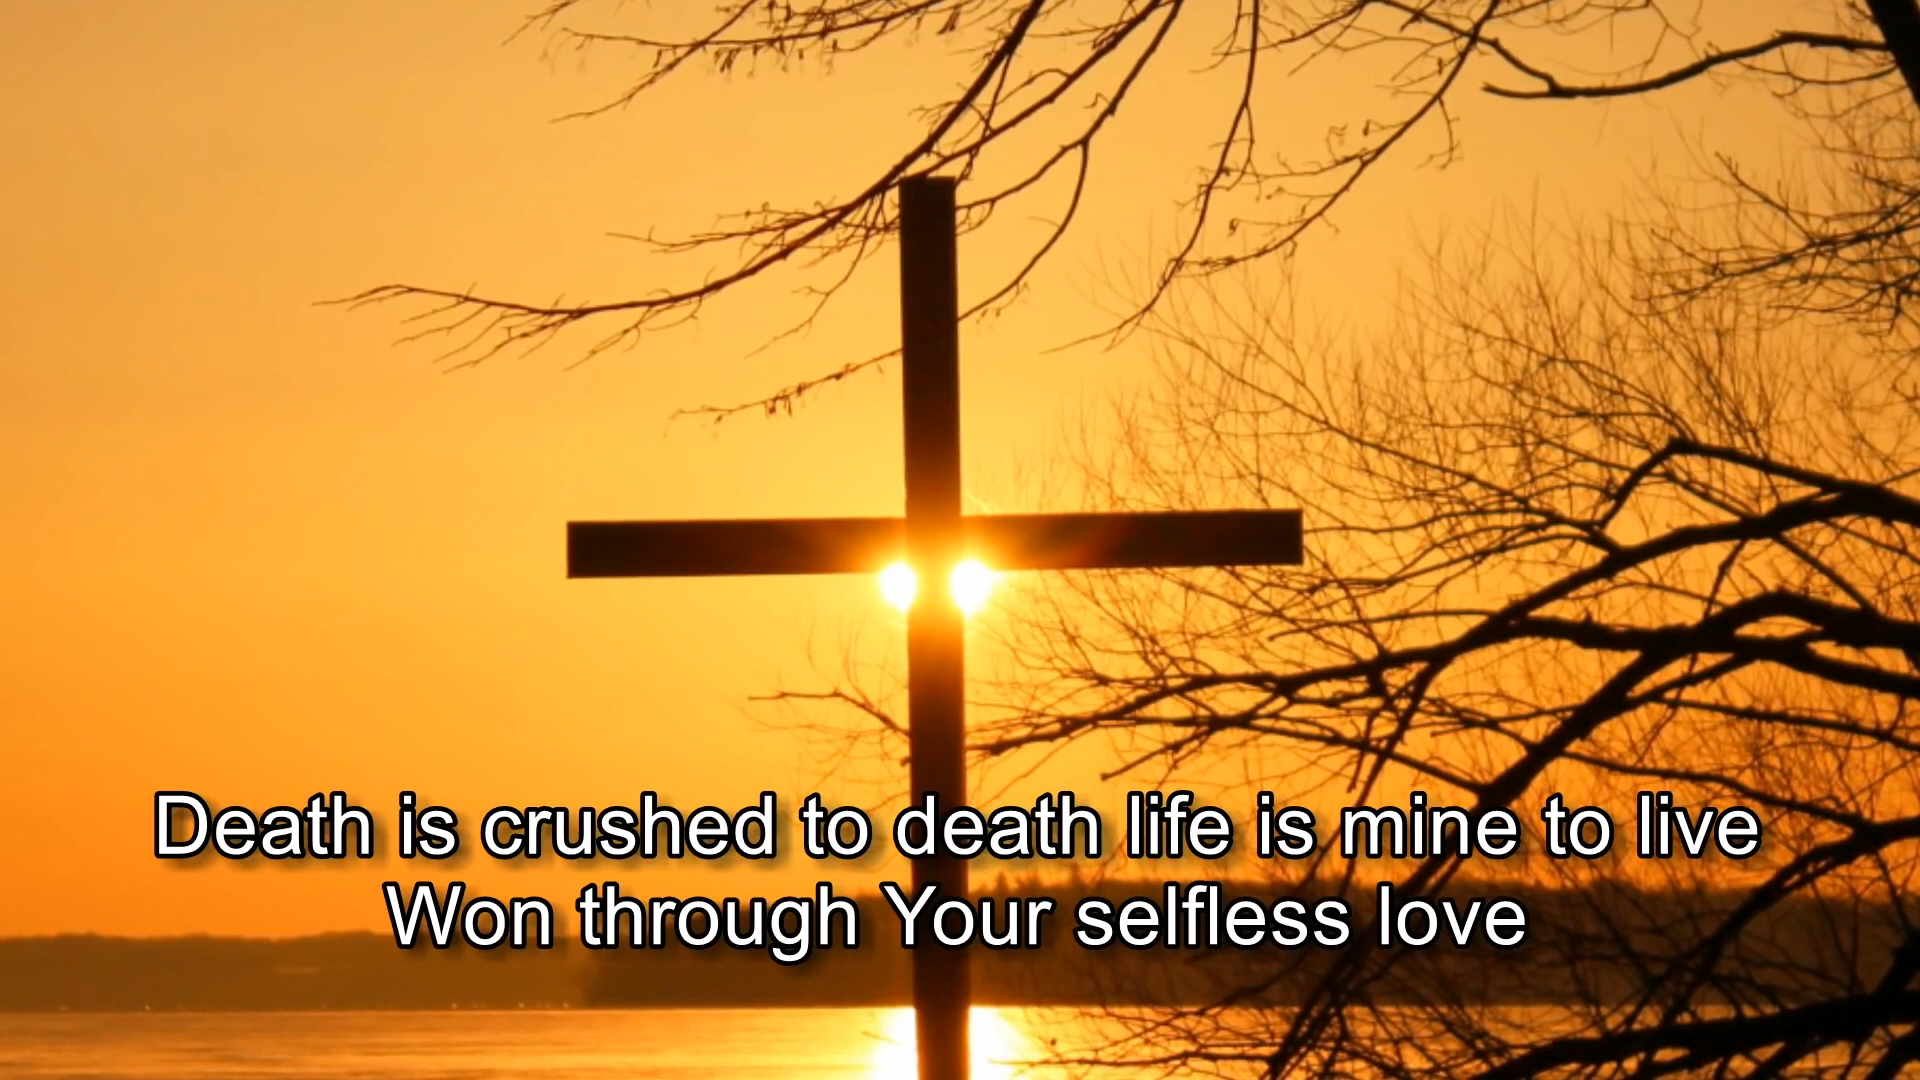 Death is crushed to death life is mine to live
Won through Your selfless love